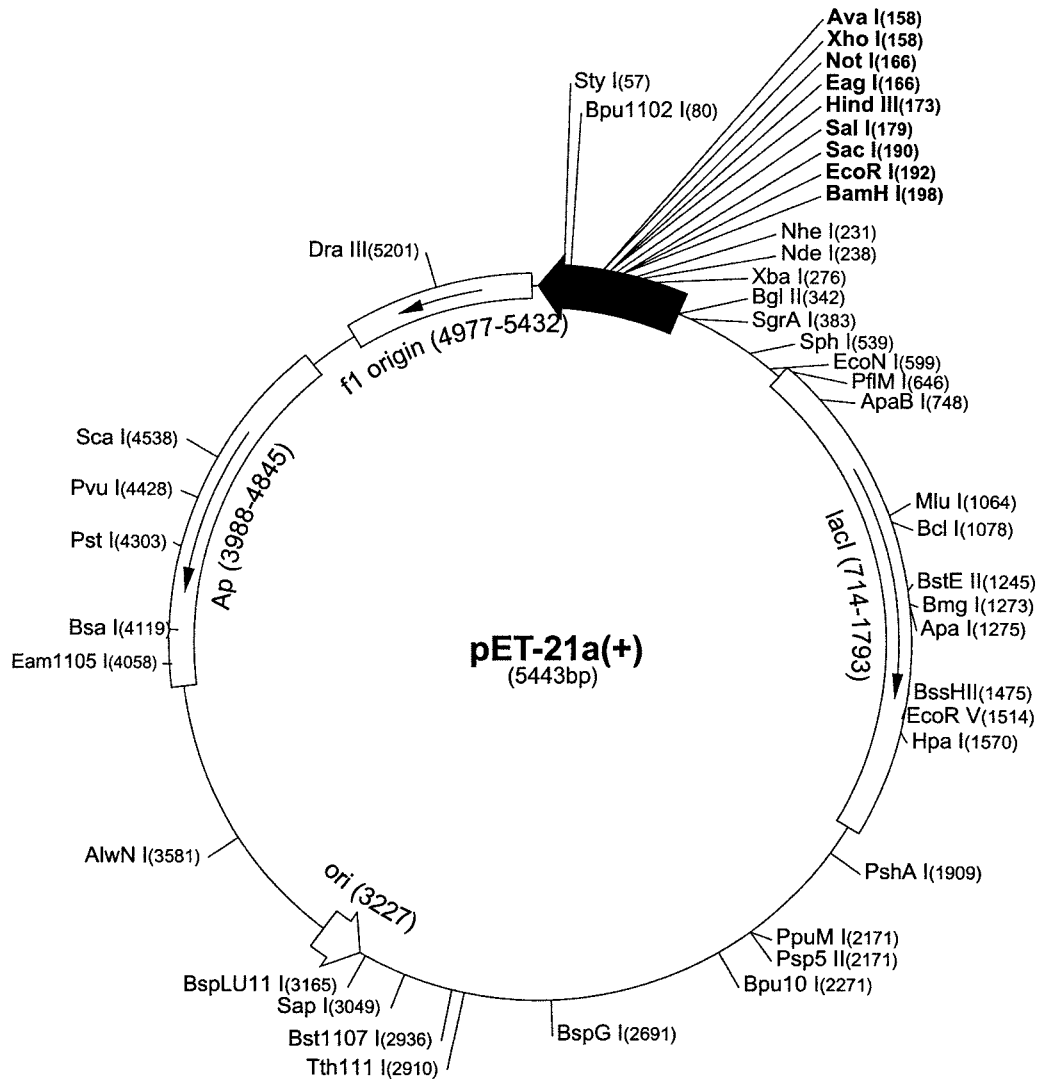 Ava I(158)
Xho I(158)
Not I(166)
Eag I(166)
Hind III(173)
Sal I(179)
Sac I(190)
EcoR I(192)
BamH I(198)
Sty I(57)
Bpu1102 I(80)
Nhe I(231)
Nde I(238)
Xba I(276)
Bgl II(342)
SgrA I(383)
Sph I(539)
EcoN I(599)
PflM I(646)
ApaB I(748)
Dra III(5201)
f1 origin (4977-5432)
Sca I(4538)
Pvu I(4428)
Pst I(4303)
Bsa I(4119)
Eam1105 I(4058)
Ap (3988-4845)
lacI (714-1793)
Mlu I(1064)
Bcl I(1078)
BstE II(1245)
Bmg I(1273)
Apa I(1275)
BssHII(1475)
EcoR V(1514)
Hpa I(1570)
pET-21a(+)
(5443bp)
AlwN I(3581)
ori (3227)
PshA I(1909)
PpuM I(2171)
Psp5 II(2171)
Bpu10 I(2271)
BspLU11 I(3165)
Sap I(3049)
Bst1107 I(2936)
Tth111 I(2910)
BspG I(2691)